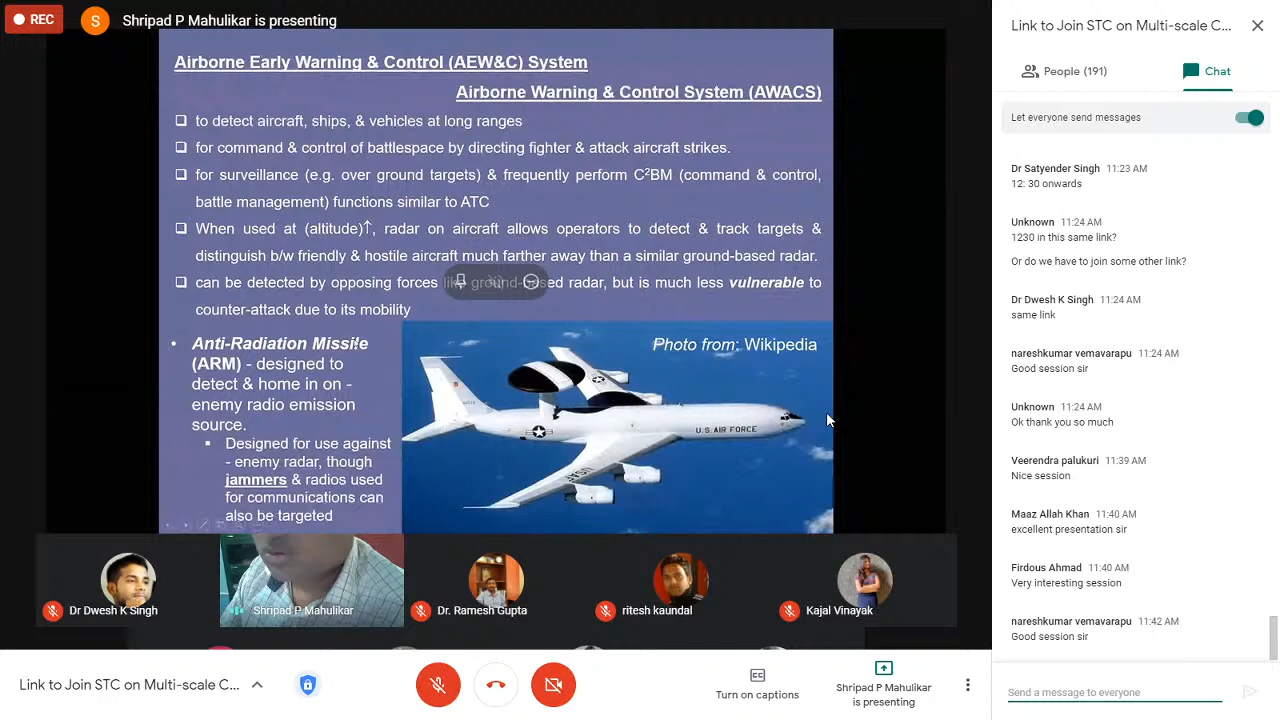 REC
S
Shripad P Mahulikar is presenting
Airborne Early Warning & Control (AEW&C) System
Airborne Warning & Control System (AWACS)
❑ to detect aircraft, ships, & vehicles at long ranges
❑ for command & control of battlespace by directing fighter & attack aircraft strikes.
❑ for surveillance (e.g. over ground targets) & frequently perform C²BM (command & control,
battle management) functions similar to ATC
❑ When used at (altitude)↑, radar on aircraft allows operators to detect & track targets &
distinguish b/w friendly & hostile aircraft much farther away than a similar ground-based radar.
❑ can be detected by opposing forces like ground-based radar, but is much less vulnerable to
counter-attack due to its mobility
• Anti-Radiation Missile
(ARM) - designed to
detect & home in on -
enemy radio emission
source.
▪ Designed for use against
- enemy radar, though
jammers & radios used
for communications can
also be targeted
Photo from: Wikipedia
U.S. AIR FORCE
USAF
Dr Dwesh K Singh
Shripad P Mahulikar
Dr. Ramesh Gupta
ritesh kaundal
Kajal Vinayak
Link to Join STC on Multi-scale C...
Turn on captions
Shripad P Mahulikar
is presenting
Link to Join STC on Multi-scale C...
People (191)
Chat
Let everyone send messages
Dr Satyender Singh 11:23 AM
12: 30 onwards
Unknown 11:24 AM
1230 in this same link?
Or do we have to join some other link?
Dr Dwesh K Singh 11:24 AM
same link
nareshkumar vemavarapu 11:24 AM
Good session sir
Unknown 11:24 AM
Ok thank you so much
Veerendra palukuri 11:39 AM
Nice session
Maaz Allah Khan 11:40 AM
excellent presentation sir
Firdous Ahmad 11:40 AM
Very interesting session
nareshkumar vemavarapu 11:42 AM
Good session sir
Send a message to everyone